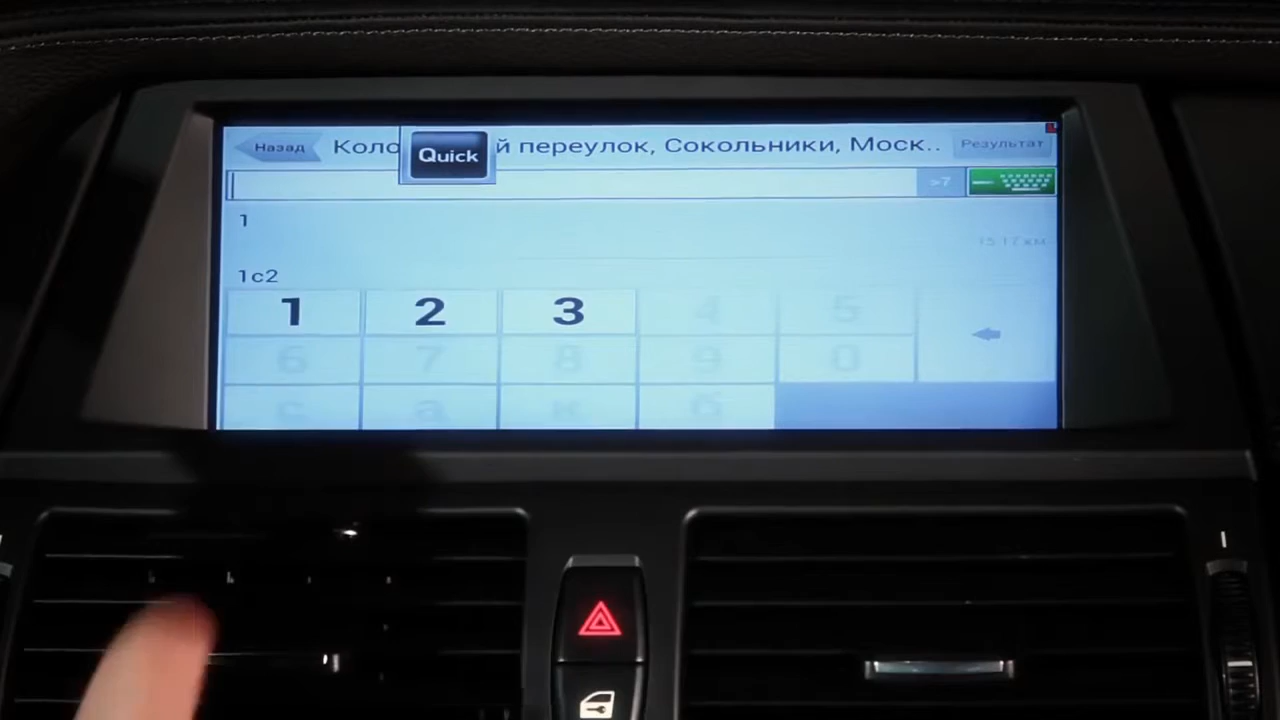 Назад Коло Quick й переулок, Сокольники, Моск.. Результат
>7
1
15.17 км
1с2
1 2 3 4 5
6 7 8 9 0
с а к б